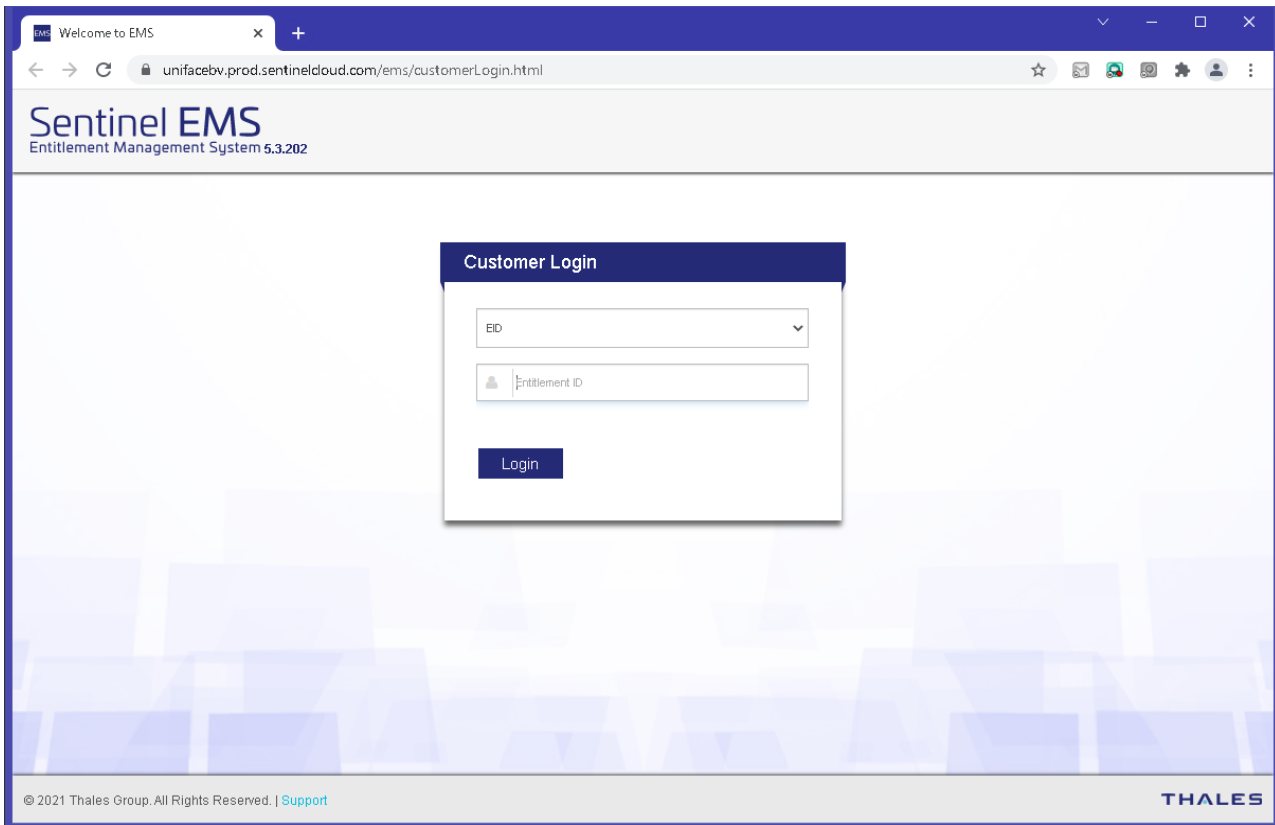 EMS Welcome to EMS
unifacebv.prod.sentinelcloud.com/ems/customerLogin.html
Sentinel EMS
Entitlement Management System 5.3.202
Customer Login
EID
Entitlement ID
Login
© 2021 Thales Group. All Rights Reserved. | Support
THALES